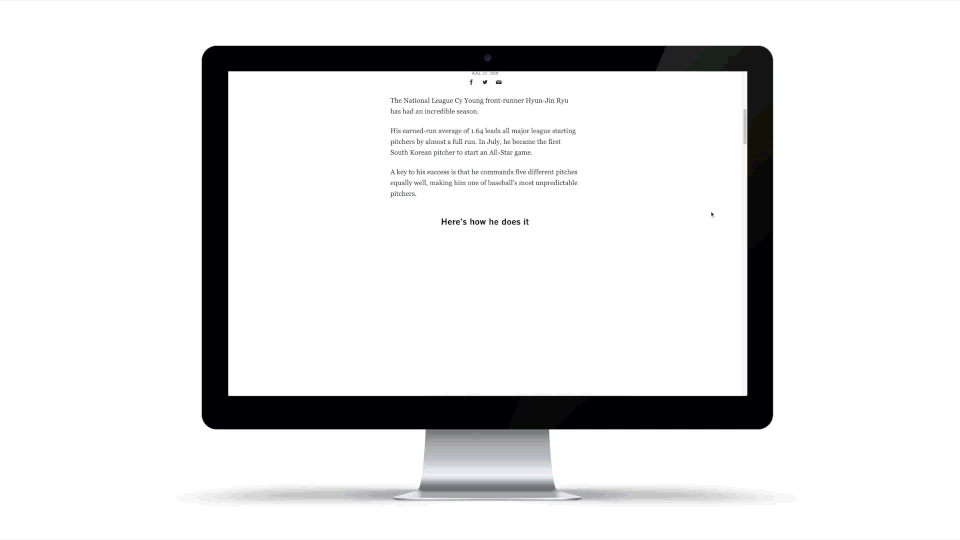 The National League Cy Young front-runner Hyun-Jin Ryu
has had an incredible season.
His earned-run average of 1.64 leads all major league starting
pitchers by almost a full run. In July, he became the first
South Korean pitcher to start an All-Star game.
A key to his success is that he commands five different pitches
equally well, making him one of baseball's most unpredictable
pitchers.
Here's how he does it